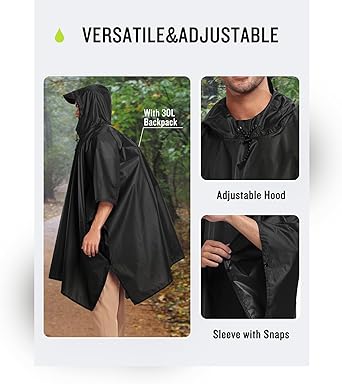 VERSATILE&ADJUSTABLE
With 30L
Backpack
Adjustable Hood
Sleeve with Snaps